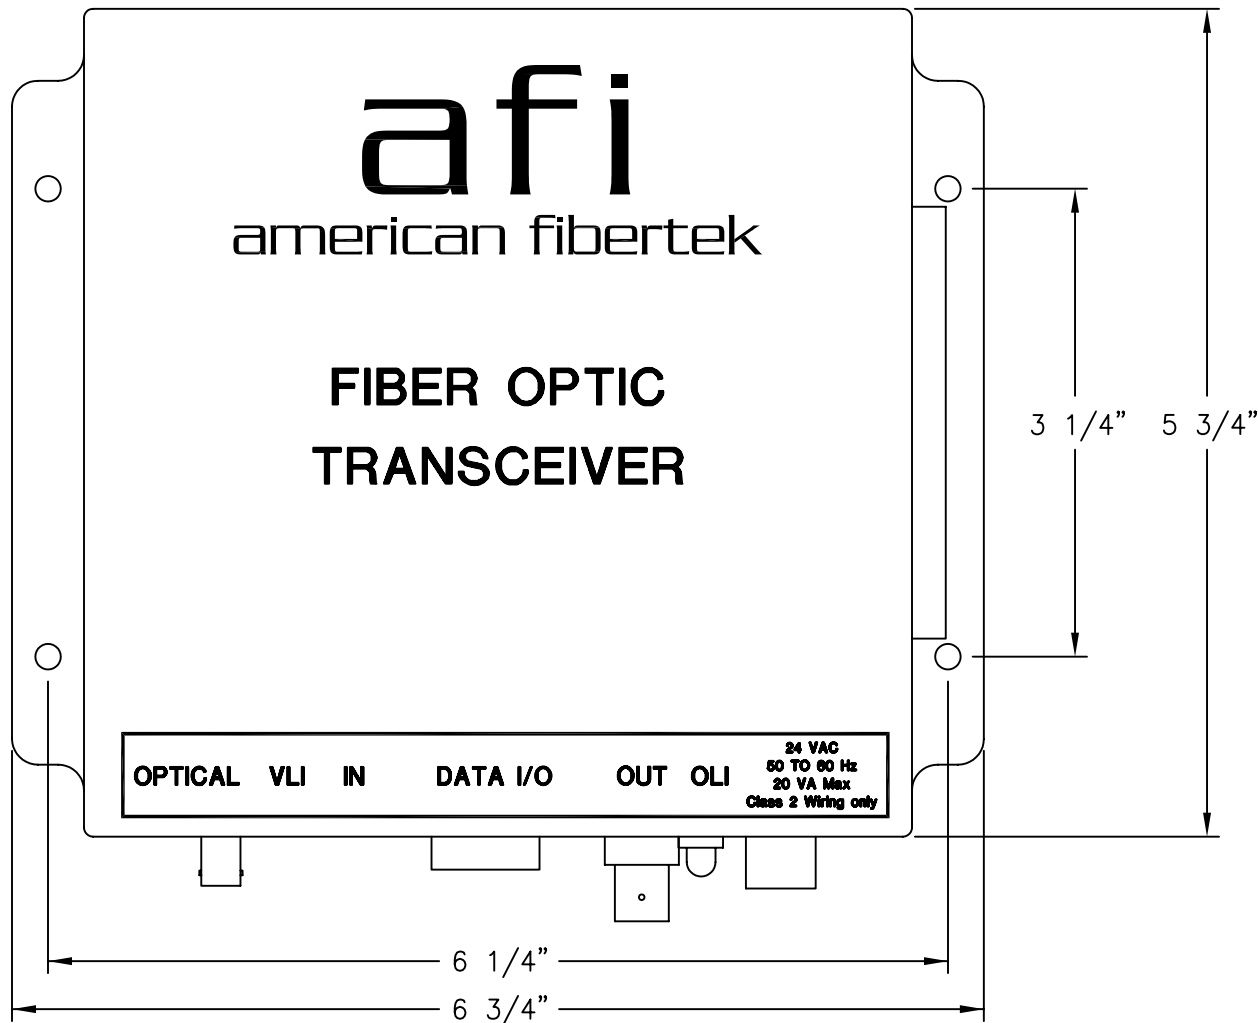 afi
american fibertek
FIBER OPTIC
TRANSCEIVER
3 1/4” 5 3/4”
OPTICAL VLI IN DATA I/O OUT OLI
24 VAC
50 TO 60 Hz
20 VA Max
Class 2 Wiring only
6 1/4”
6 3/4”